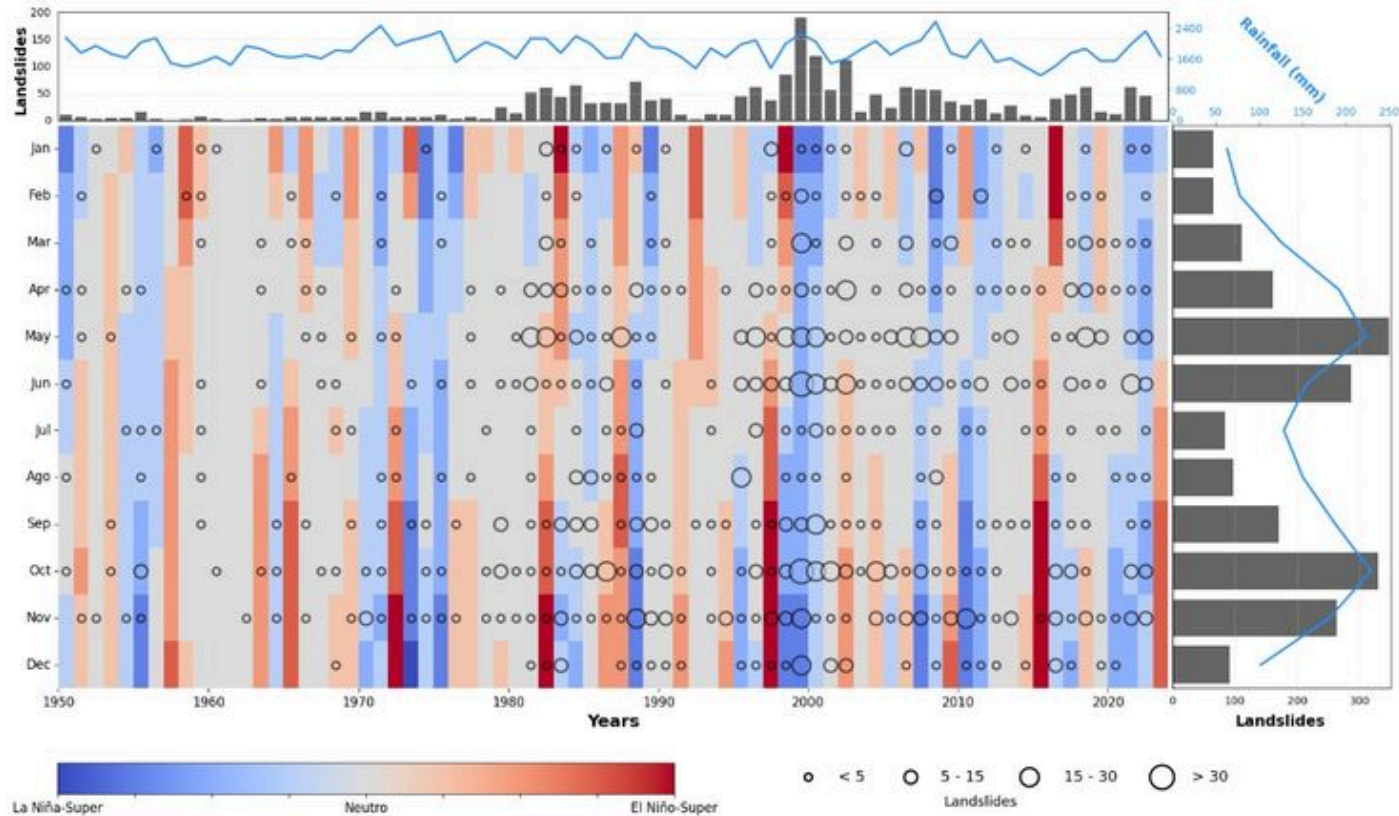 200
150
100
50
0
Landslides
2400
1600
800
0
Rainfall (mm)
0 50 100 150 200 250
Jan
Feb
Mar
Apr
May
Jun
Jul
Ago
Sep
Oct
Nov
Dec
1950 1960 1970 1980 1990 2000 2010 2020
Years
0 100 200 300
Landslides
La Niña-Super Neutro El Niño-Super
< 5 5 - 15 15 - 30 > 30
Landslides